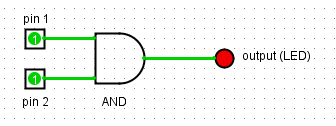 pin 1
1
output (LED)
1
pin 2
AND